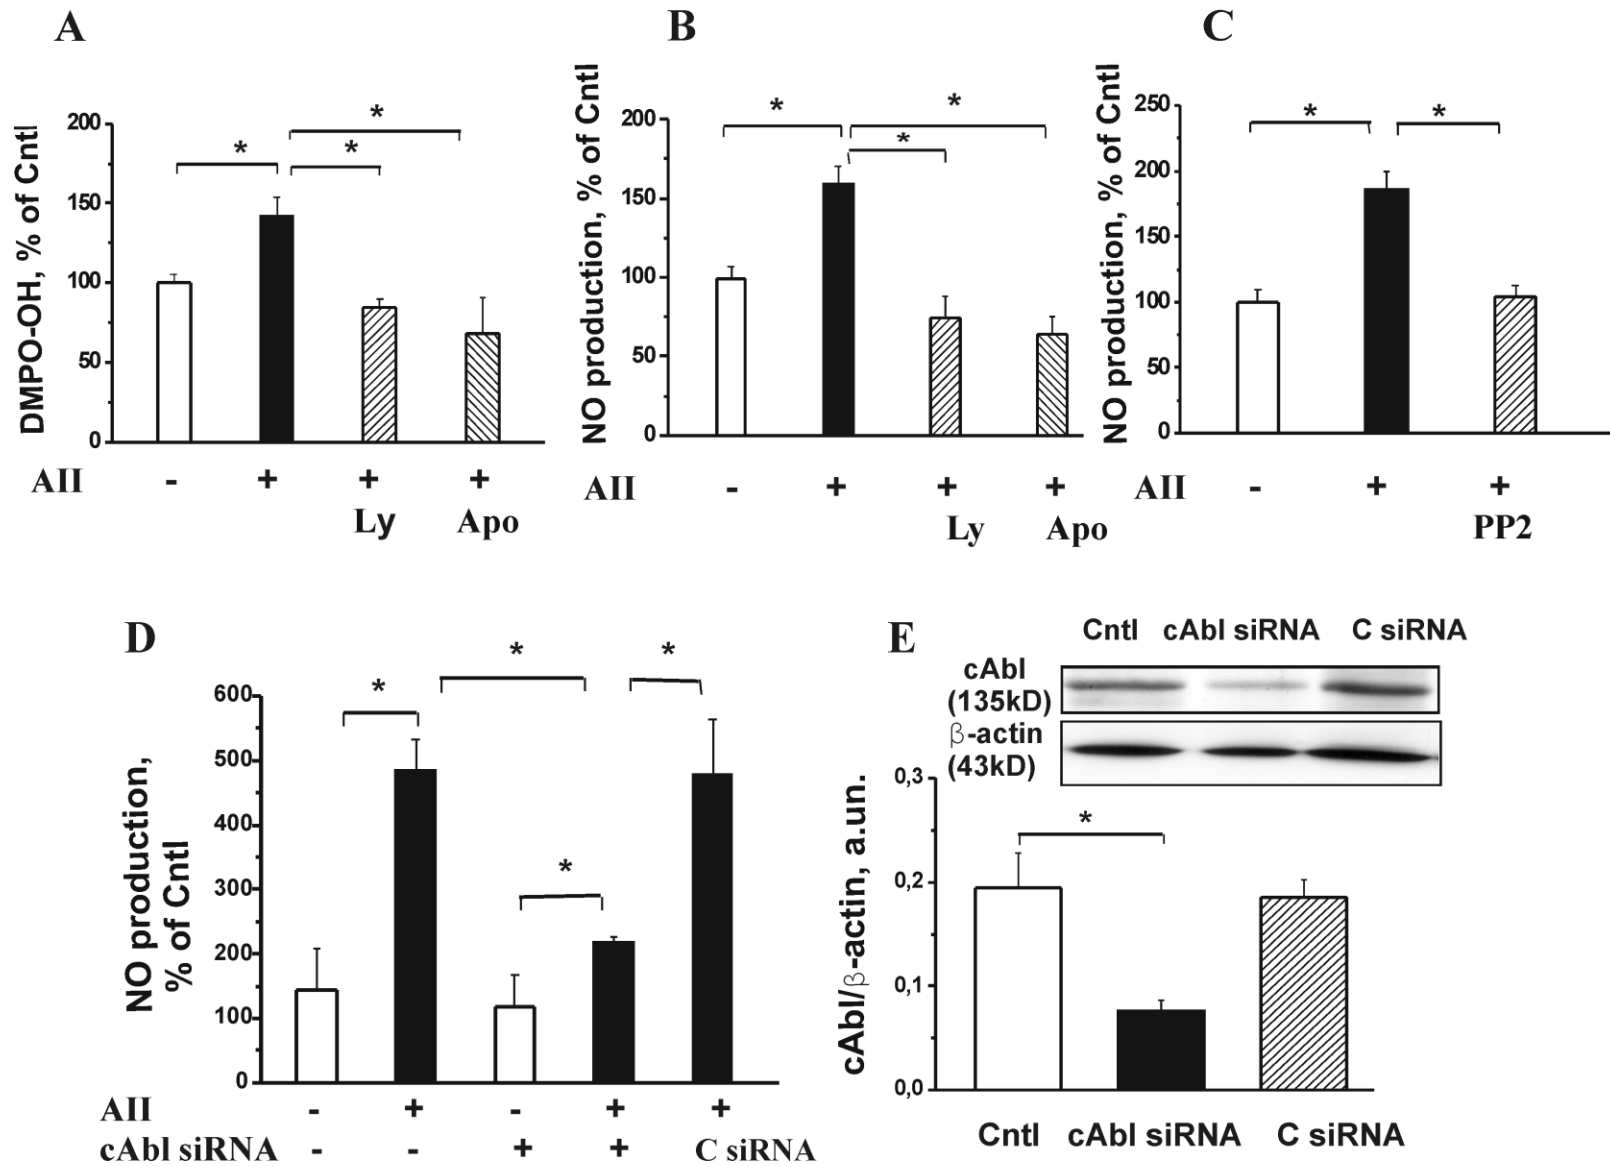 A
DMPO-OH, % of Cntl
200
150
100
50
0
* * *
AII - + + +
Ly Apo
B
NO production, % of Cntl
200
150
100
50
0
* * *
AII - + + +
Ly Apo
C
NO production, % of Cntl
250
200
150
100
50
0
* *
AII - + +
PP2
D
NO production,
% of Cntl
600
500
400
300
200
100
0
* * * *
AII - + - + +
cAbl siRNA - - + + C siRNA
E
Cntl cAbl siRNA C siRNA
cAbl
(135kD)
β-actin
(43kD)
cAbl/β-actin, a.un.
0,3
0,2
0,1
0,0
*
Cntl cAbl siRNA C siRNA